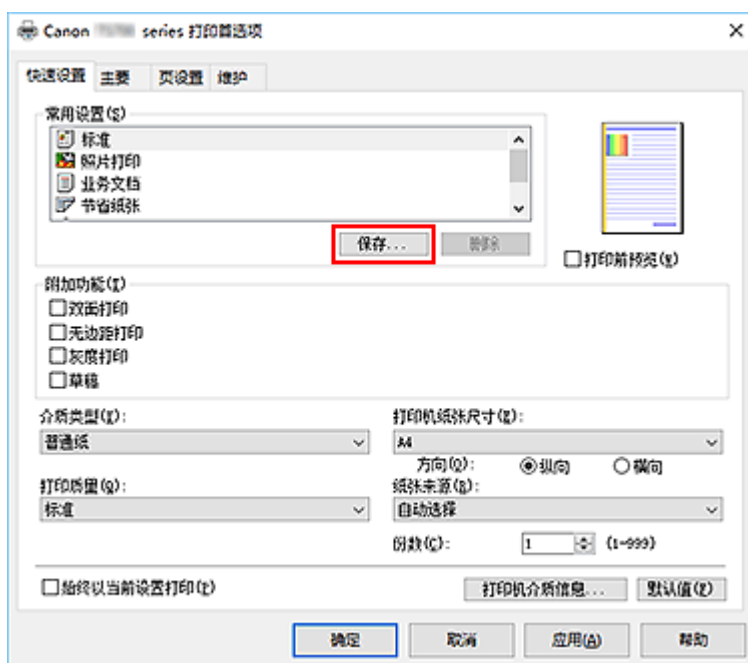 Canon series 打印首选项
快速设置 主要 页设置 维护
常用设置(S)
标准
照片打印
业务文档
节省纸张
保存... 删除
打印前预览(W)
附加功能(I)
双面打印
无边距打印
灰度打印
草稿
介质类型(Y): 打印机纸张尺寸(Z):
普通纸 A4
方向(O): 纵向 横向
打印质量(Q): 纸张来源(B):
标准 自动选择
份数(C): 1 (1-999)
始终以当前设置打印(T) 打印机介质信息... 默认值(F)
确定 取消 应用(A) 帮助